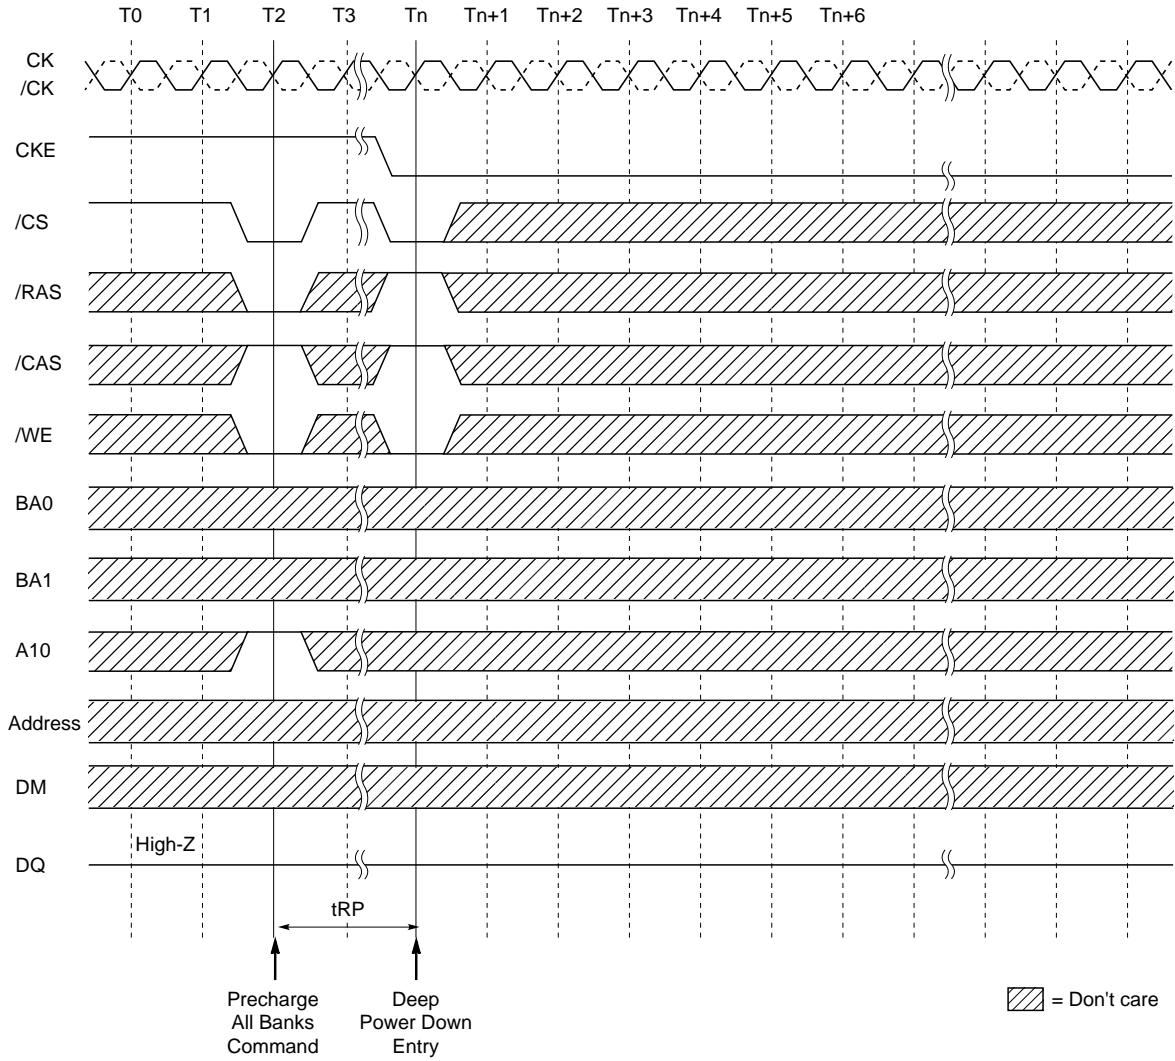 T0 T1 T2 T3 Tn Tn+1 Tn+2 Tn+3 Tn+4 Tn+5 Tn+6
CK
/CK
CKE
/CS
/RAS
/CAS
/WE
BA0
BA1
A10
Address
DM
High-Z
DQ
tRP
Precharge
All Banks
Command
Deep
Power Down
Entry
= Don't care